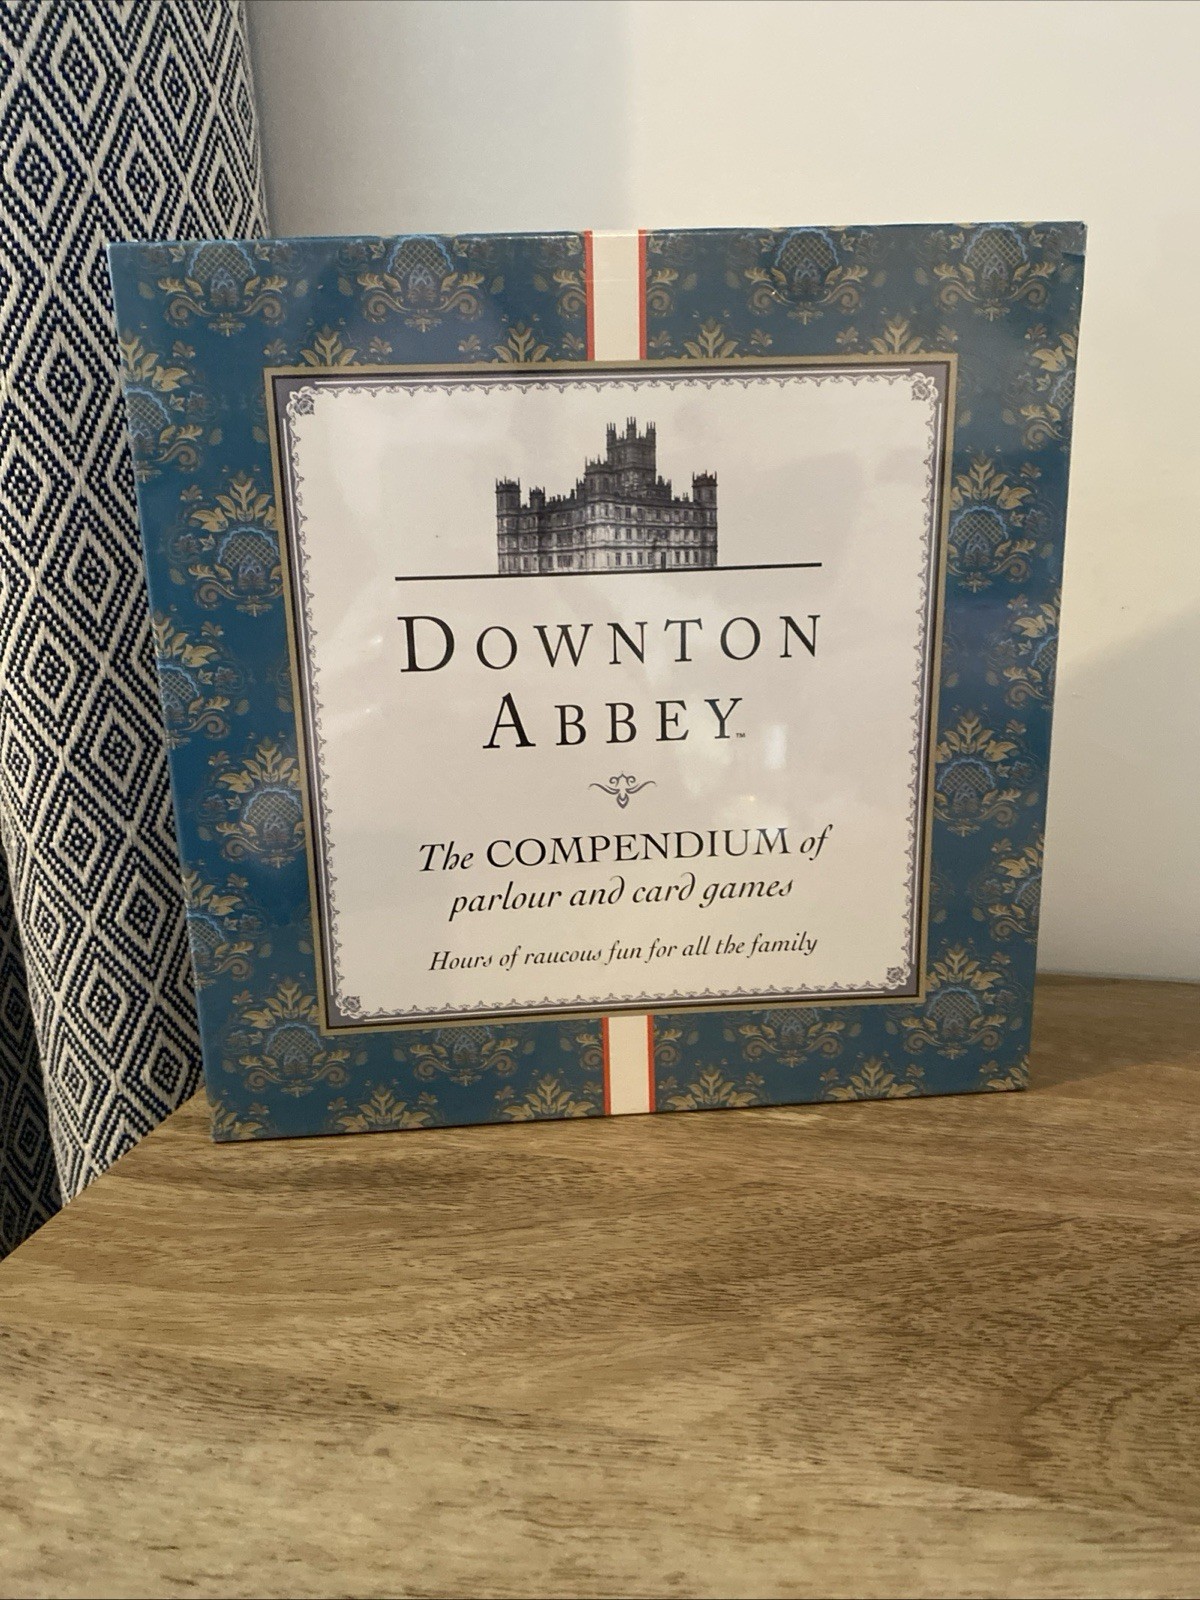 DOWNTON
ABBEY™
The COMPENDIUM of
parlour and card games
Hours of raucous fun for all the family